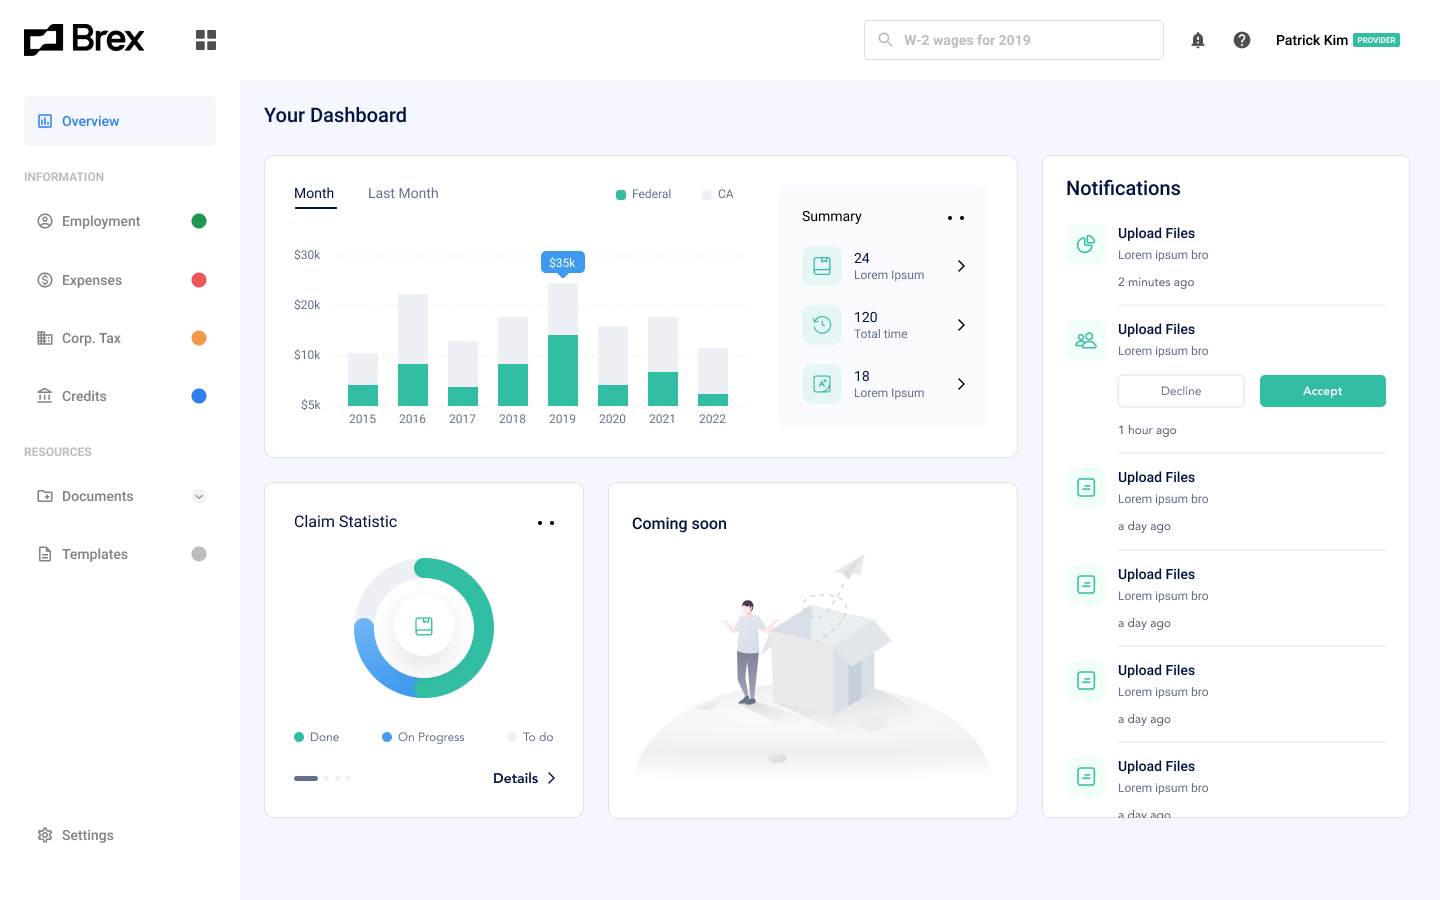 Brex
W-2 wages for 2019
Patrick Kim PROVIDER
Overview
INFORMATION
Employment
Expenses
Corp. Tax
Credits
RESOURCES
Documents
Templates
Settings
Your Dashboard
Month Last Month
Federal CA
$30k
$20k
$10k
$5k
$35k
2015 2016 2017 2018 2019 2020 2021 2022
Summary
24
Lorem Ipsum
120
Total time
18
Lorem Ipsum
Claim Statistic
Done On Progress To do
Details
Coming soon
Notifications
Upload Files
Lorem ipsum bro
2 minutes ago
Upload Files
Lorem ipsum bro
Decline Accept
1 hour ago
Upload Files
Lorem ipsum bro
a day ago
Upload Files
Lorem ipsum bro
a day ago
Upload Files
Lorem ipsum bro
a day ago
Upload Files
Lorem ipsum bro
a day ago